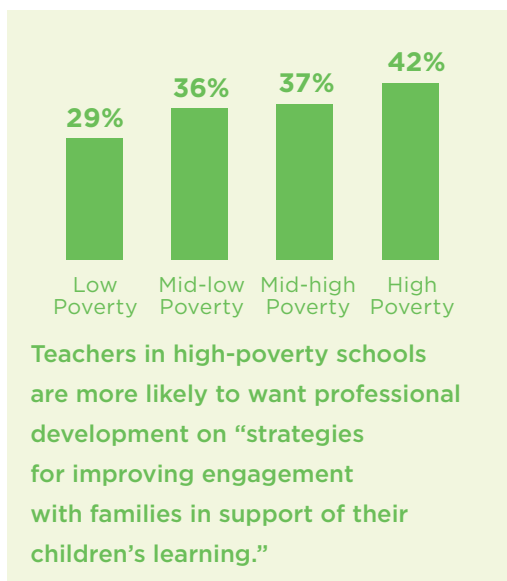 29%
36%
37%
42%
Low Poverty
Mid-low Poverty
Mid-high Poverty
High Poverty
Teachers in high-poverty schools
are more likely to want professional
development on “strategies
for improving engagement
with families in support of their
children’s learning.”